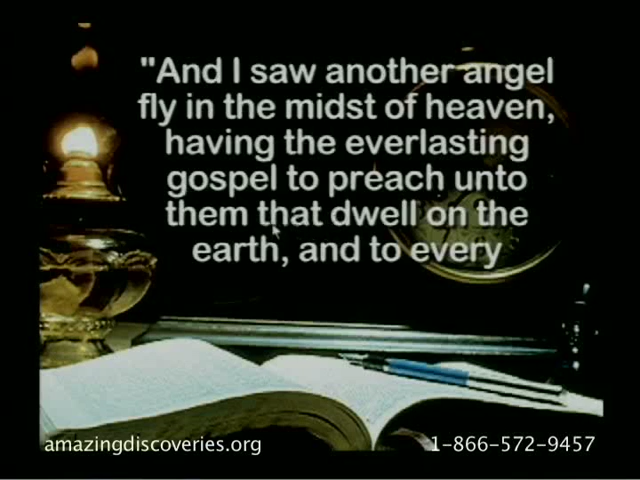 "And I saw another angel
fly in the midst of heaven,
having the everlasting
gospel to preach unto
them that dwell on the
earth, and to every
amazingdiscoveries.org
1-866-572-9457